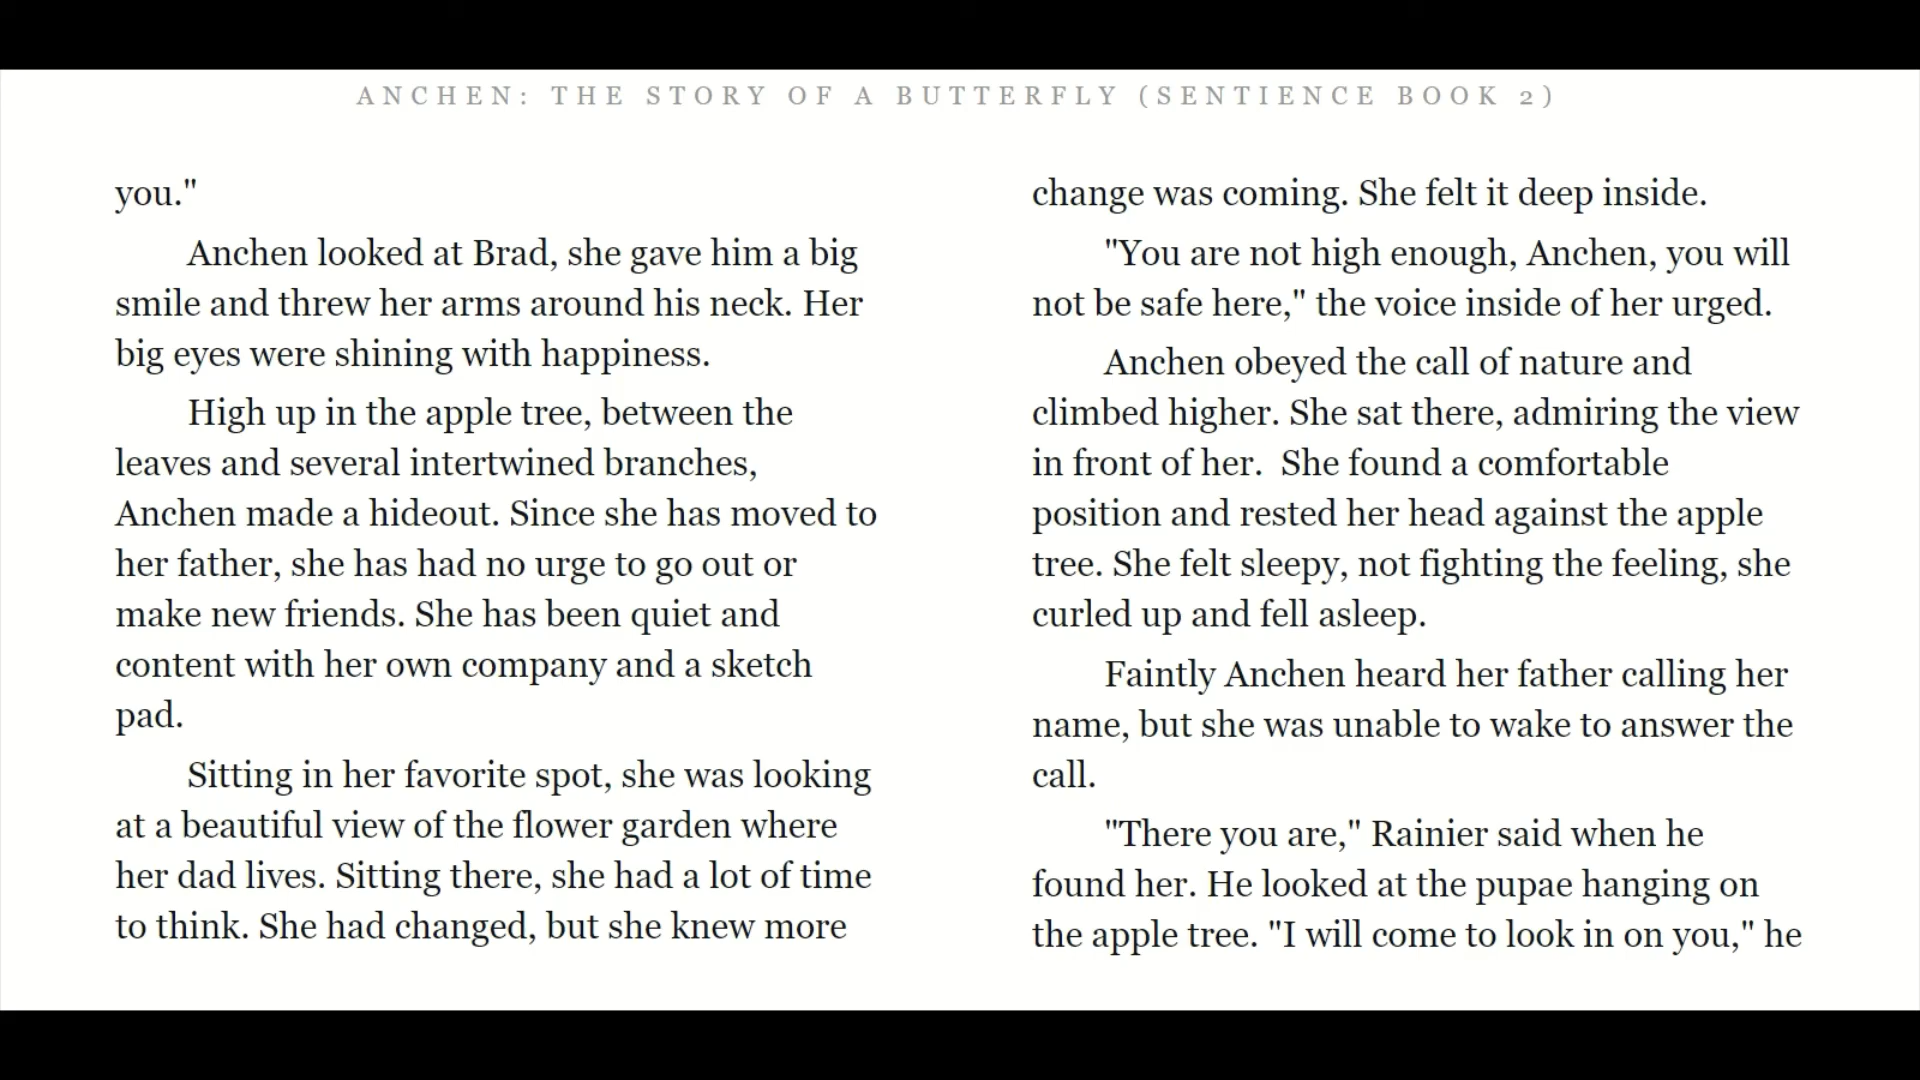 ANCHEN: THE STORY OF A BUTTERFLY (SENTIENCE BOOK 2)
you."
Anchen looked at Brad, she gave him a big
smile and threw her arms around his neck. Her
big eyes were shining with happiness.
High up in the apple tree, between the
leaves and several intertwined branches,
Anchen made a hideout. Since she has moved to
her father, she has had no urge to go out or
make new friends. She has been quiet and
content with her own company and a sketch
pad.
Sitting in her favorite spot, she was looking
at a beautiful view of the flower garden where
her dad lives. Sitting there, she had a lot of time
to think. She had changed, but she knew more
change was coming. She felt it deep inside.
"You are not high enough, Anchen, you will
not be safe here," the voice inside of her urged.
Anchen obeyed the call of nature and
climbed higher. She sat there, admiring the view
in front of her.  She found a comfortable
position and rested her head against the apple
tree. She felt sleepy, not fighting the feeling, she
curled up and fell asleep.
Faintly Anchen heard her father calling her
name, but she was unable to wake to answer the
call.
"There you are," Rainier said when he
found her. He looked at the pupae hanging on
the apple tree. "I will come to look in on you," he